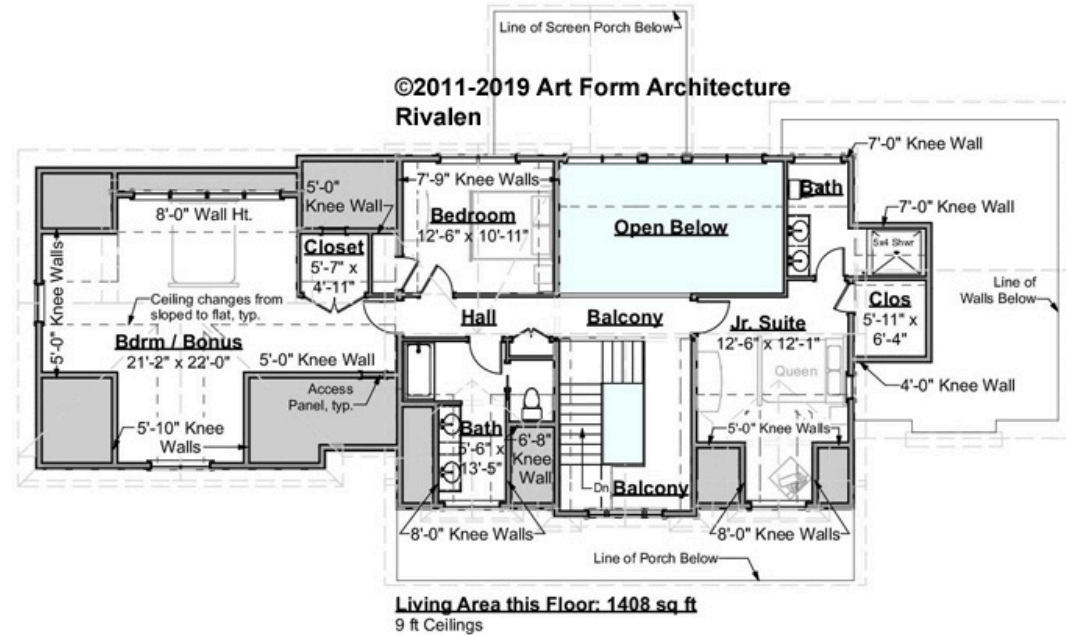 Line of Screen Porch Below
©2011-2019 Art Form Architecture
Rivalen
7'-0" Knee Wall
5'-0"
Knee Wall
7'-9" Knee Walls
Bath
8'-0" Wall Ht.
Bedroom
12'-6" x 10'-11"
Open Below
7'-0" Knee Wall
5x4 Shwr
Closet
5'-7" x
4'-11"
5'-0" Knee Walls
Ceiling changes from
sloped to flat, typ.
Line of
Walls Below
Clos
5'-11" x
6'-4"
Hall
Balcony
Jr. Suite
12'-6" x 12'-1"
Bdrm / Bonus
21'-2" x 22'-0"
5'-0" Knee Wall
Queen
Access
Panel, typ.
4'-0" Knee Wall
5'-10" Knee
Walls
Bath
5'-6" x
13'-5"
6'-8"
Knee
Wall
5'-0" Knee Walls
Dn
Balcony
8'-0" Knee Walls
8'-0" Knee Walls
Line of Porch Below
Living Area this Floor: 1408 sq ft
9 ft Ceilings